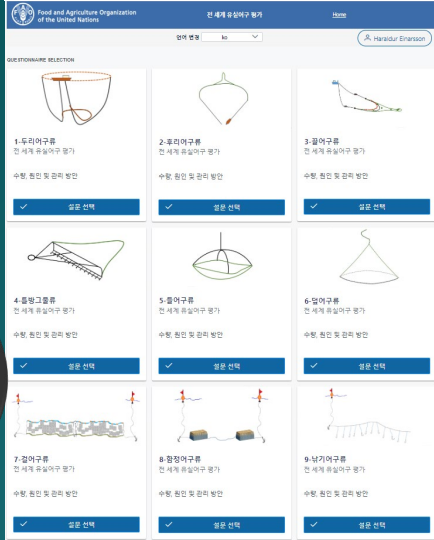 Food and Agriculture Organization
of the United Nations
전 세계 유실어구 평가
Home
언어 변경
ko
Haraldur Einarsson
QUESTIONNAIRE SELECTION
1-두리어구류
전 세계 유실어구 평가
수량, 원인 및 관리 방안
설문 선택
2-후리어구류
전 세계 유실어구 평가
수량, 원인 및 관리 방안
설문 선택
3-끌어구류
전 세계 유실어구 평가
수량, 원인 및 관리 방안
설문 선택
4-틀방그물류
전 세계 유실어구 평가
수량, 원인 및 관리 방안
설문 선택
5-들어구류
전 세계 유실어구 평가
수량, 원인 및 관리 방안
설문 선택
6-덮어구류
전 세계 유실어구 평가
수량, 원인 및 관리 방안
설문 선택
7-걸어구류
전 세계 유실어구 평가
수량, 원인 및 관리 방안
설문 선택
8-함정어구류
전 세계 유실어구 평가
수량, 원인 및 관리 방안
설문 선택
9-낚기어구류
전 세계 유실어구 평가
수량, 원인 및 관리 방안
설문 선택